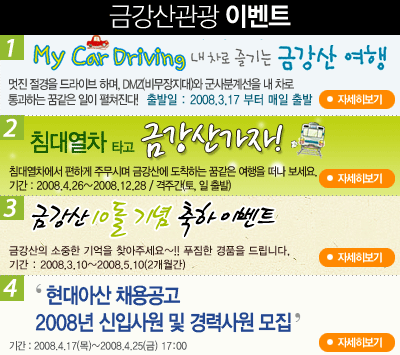 금강산관광 이벤트
1
My Car Driving 내 차로 즐기는 금강산 여행
멋진 절경을 드라이브 하며, DMZ(비무장지대)와 군사분계선을 내 차로
통과하는 꿈같은 일이 펼쳐진다! 출발일 : 2008.3.17 부터 매일 출발
자세히보기
2
침대열차 타고 금강산가자!
침대열차에서 편하게 주무시며 금강산에 도착하는 꿈같은 여행을 떠나 보세요.
기간 : 2008.4.26~2008.12.28 / 격주간(토, 일 출발)
자세히보기
3
금강산 10돌 기념 축하 이벤트
금강산의 소중한 기억을 찾아주세요~!! 푸짐한 경품을 드립니다.
기간 : 2008.3.10~2008.5.10(2개월간)
자세히보기
4
‘현대아산 채용공고
2008년 신입사원 및 경력사원 모집’
기간 : 2008.4.17(목)~2008.4.25(금) 17:00
자세히보기